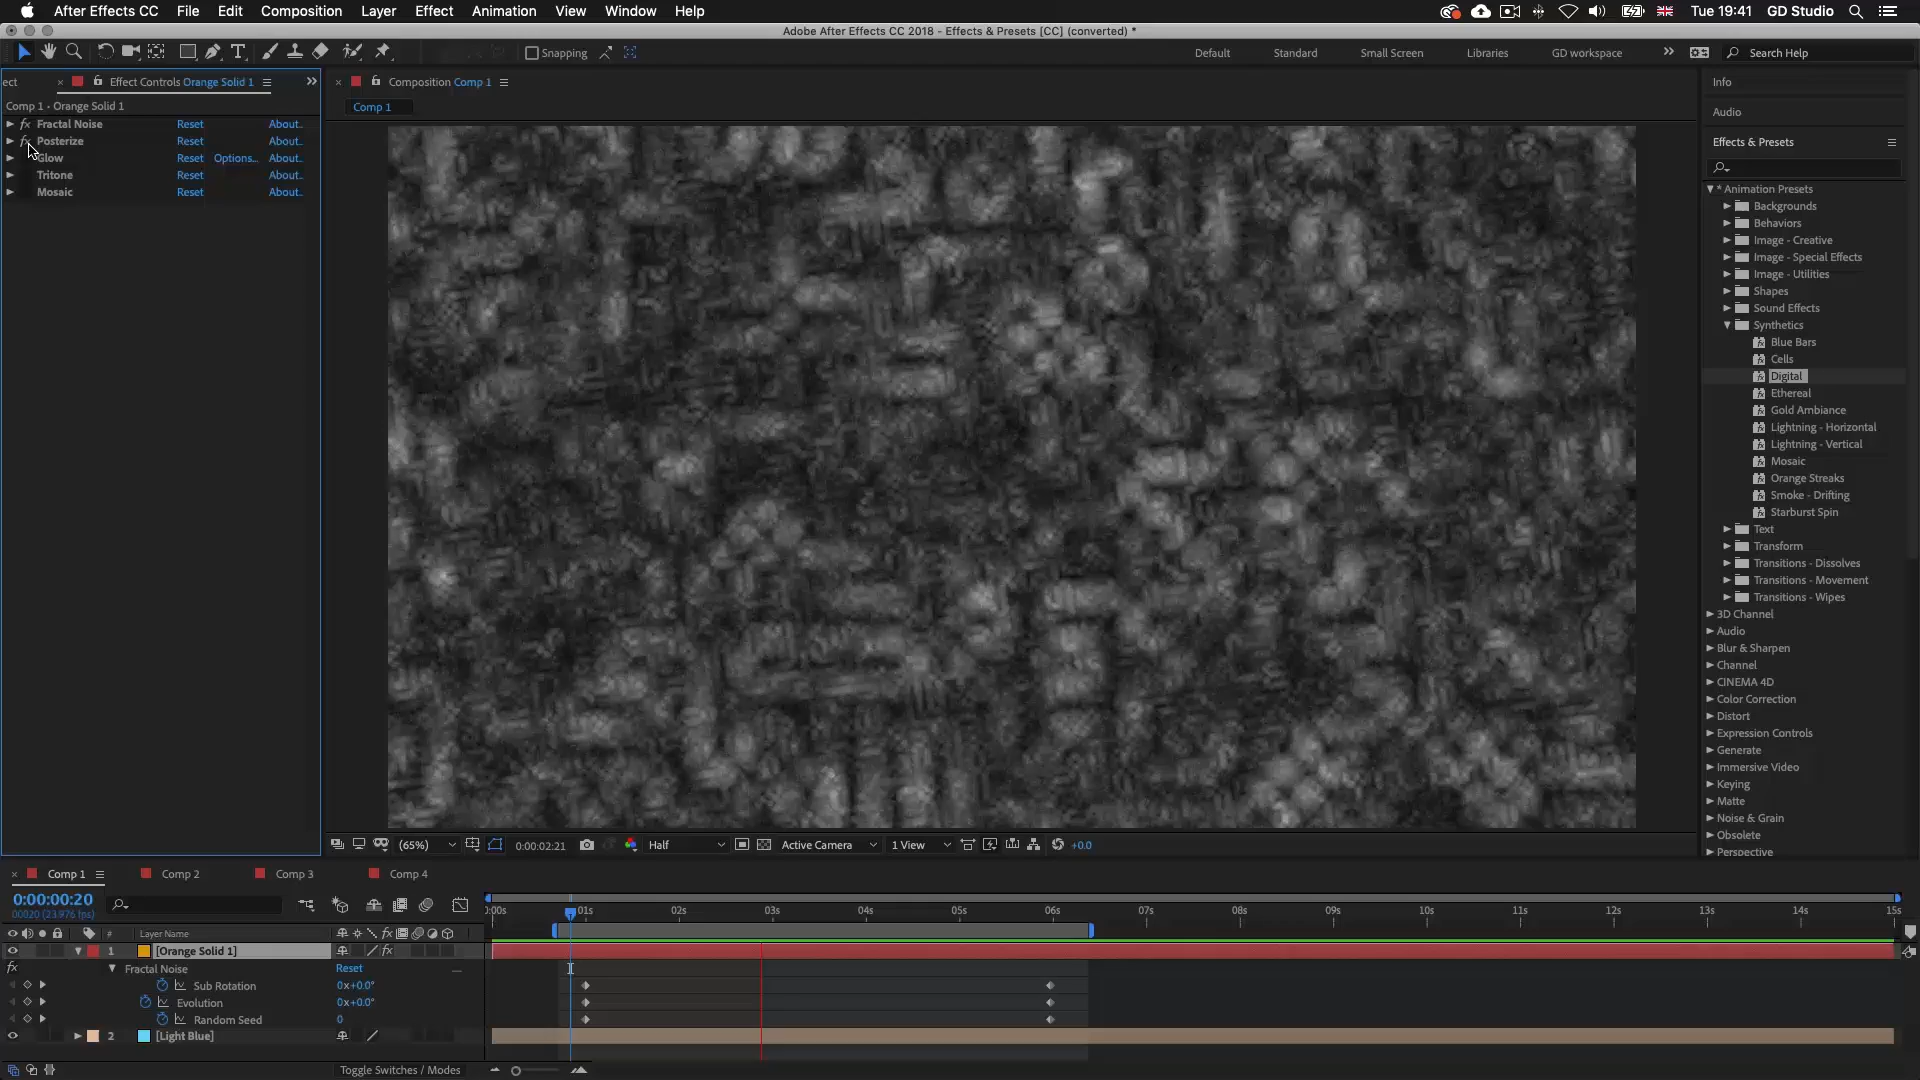 After Effects CC File Edit Composition Layer Effect Animation View Window Help Tue 19:41 GD Studio
Adobe After Effects CC 2018 - Effects & Presets [CC] (converted) *
Snapping Default Standard Small Screen Libraries GD workspace Search Help
ect Effect Controls Orange Solid 1
Comp 1 • Orange Solid 1
fx Fractal Noise Reset About..
fx Posterize Reset About..
Glow Reset Options... About..
Tritone Reset About..
Mosaic Reset About..
Composition Comp 1
Comp 1
Info
Audio
Effects & Presets
* Animation Presets
Backgrounds
Behaviors
Image - Creative
Image - Special Effects
Image - Utilities
Shapes
Sound Effects
Synthetics
Blue Bars
Cells
Digital
Ethereal
Gold Ambiance
Lightning - Horizontal
Lightning - Vertical
Mosaic
Orange Streaks
Smoke - Drifting
Starburst Spin
Text
Transform
Transitions - Dissolves
Transitions - Movement
Transitions - Wipes
3D Channel
Audio
Blur & Sharpen
Channel
CINEMA 4D
Color Correction
Distort
Expression Controls
Generate
Immersive Video
Keying
Matte
Noise & Grain
Obsolete
Perspective
(65%) 0:00:02:21 Half Active Camera 1 View +0.0
Comp 1 Comp 2 Comp 3 Comp 4
0:00:00:20
00020 (23.976 fps)
:00s 01s 02s 03s 04s 05s 06s 07s 08s 09s 10s 11s 12s 13s 14s 15s
# Layer Name fx
1 [Orange Solid 1] fx
fx Fractal Noise Reset
Sub Rotation 0x+0.0°
Evolution 0x+0.0°
Random Seed 0
2 [Light Blue]
Toggle Switches / Modes